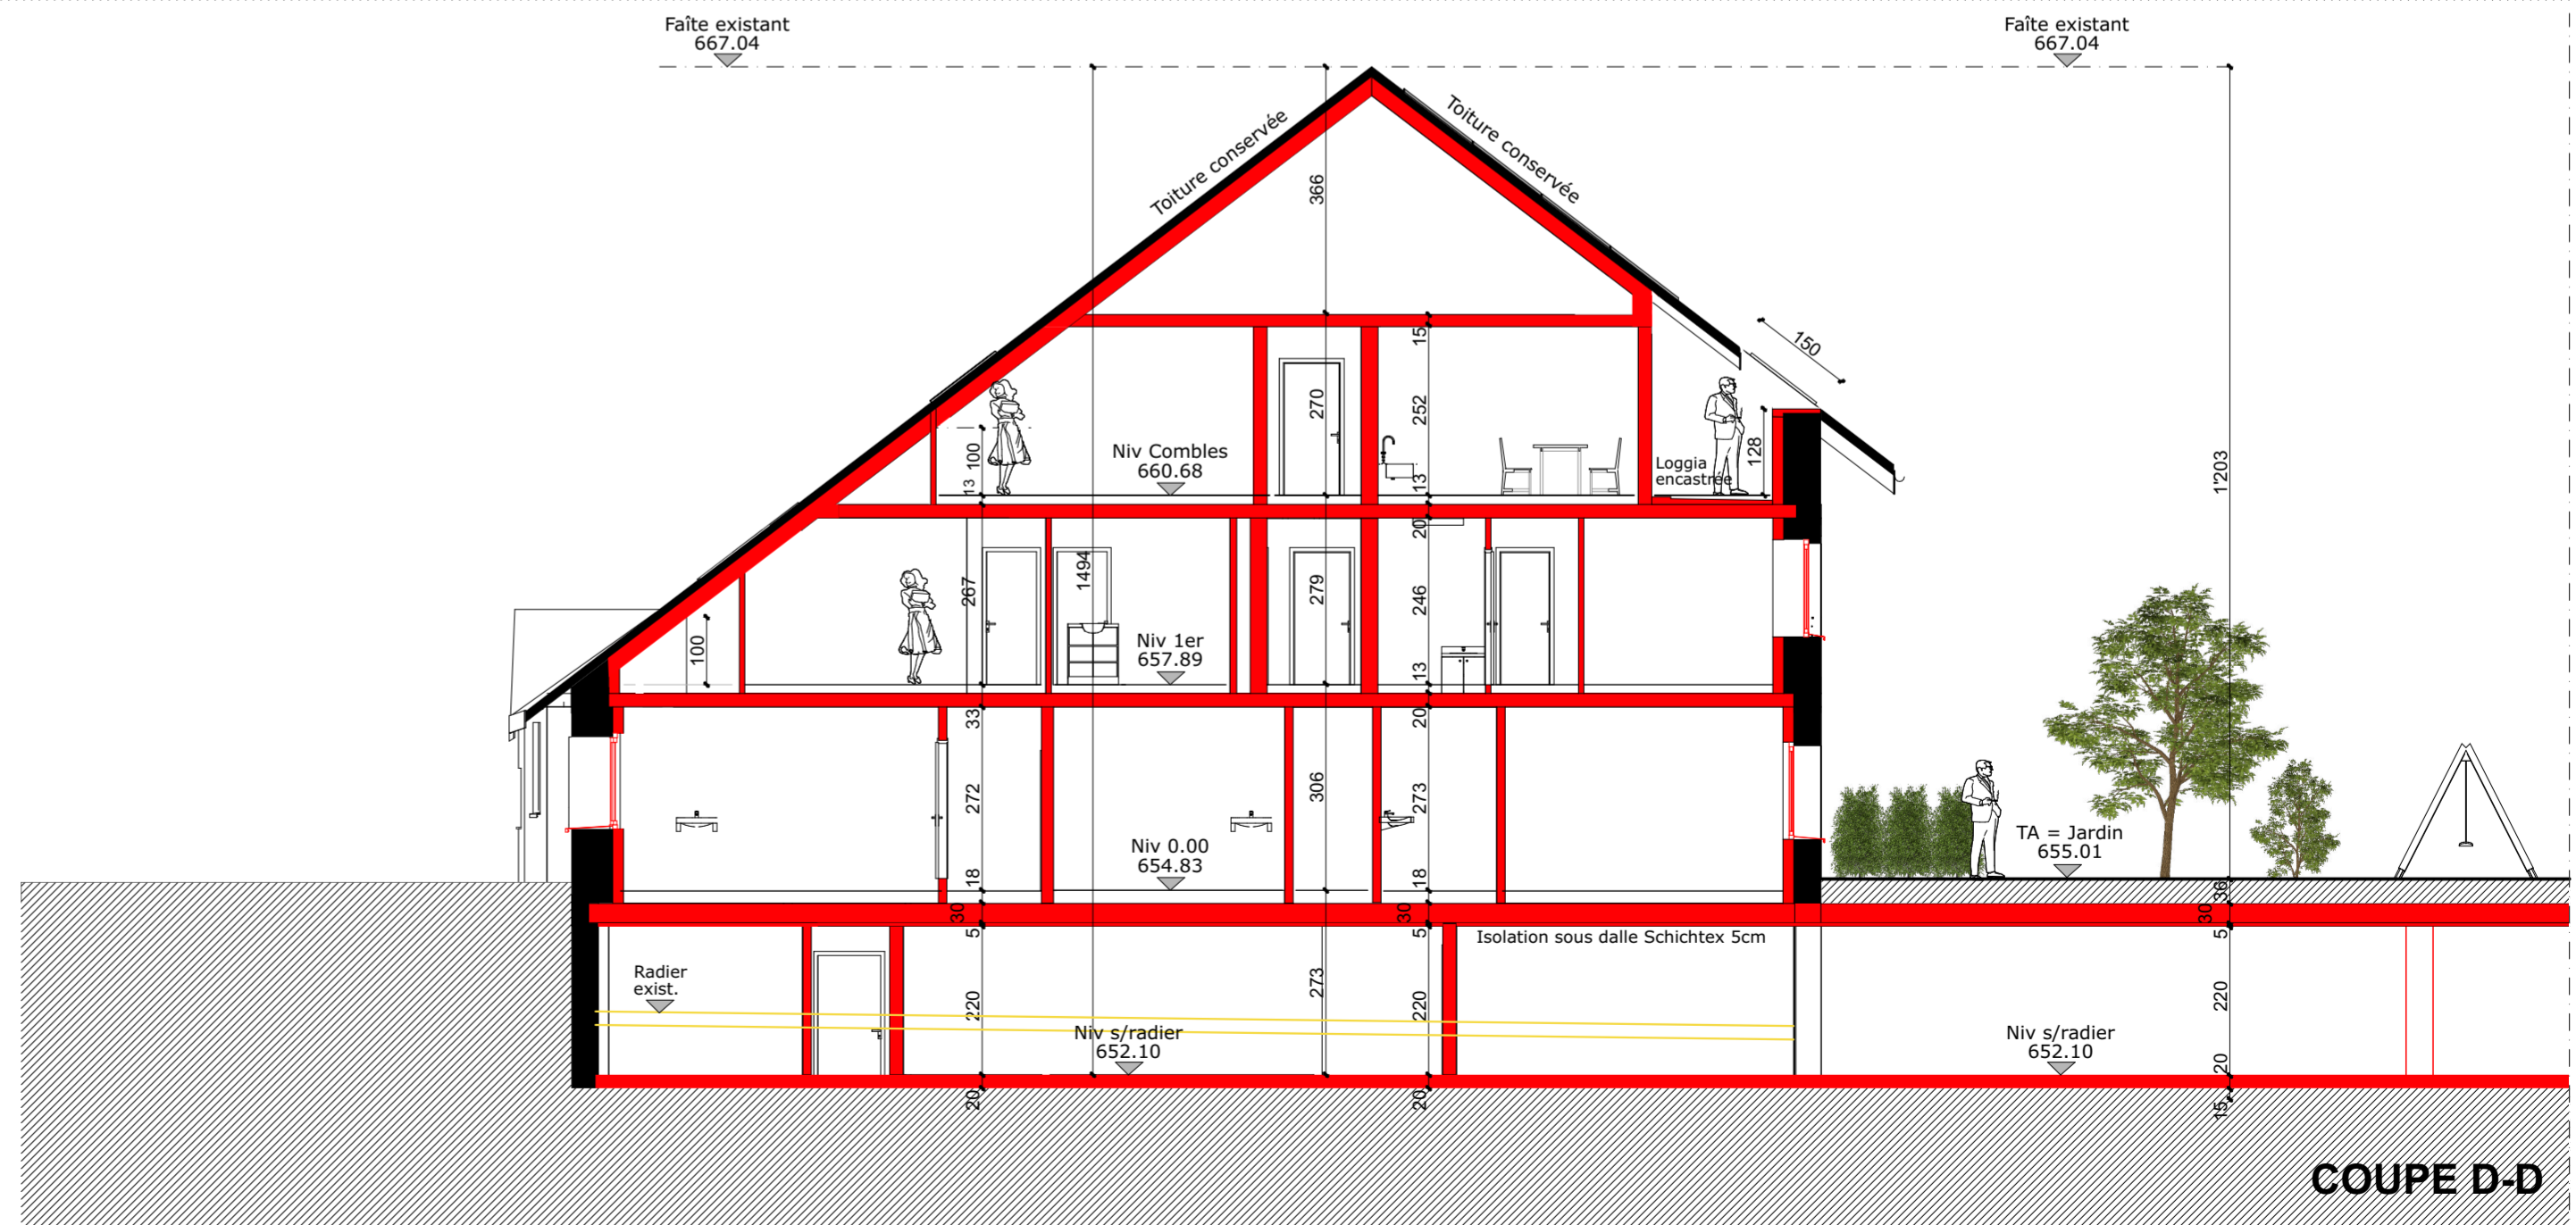 Faîte existant
667.04
Faîte existant
667.04
Toiture conservée
Toiture conservée
366
150
15
270
252
128
1'203
Niv Combles
660.68
100
13
13
Loggia
encastrée
20
1494
267
279
246
100
Niv 1er
657.89
13
33
20
272
306
273
Niv 0.00
654.83
TA = Jardin
655.01
18
18
36
30
30
30
5
5
5
Isolation sous dalle Schichtex 5cm
Radier
exist.
273
220
220
220
Niv s/radier
652.10
Niv s/radier
652.10
20
20
20
15
COUPE D-D